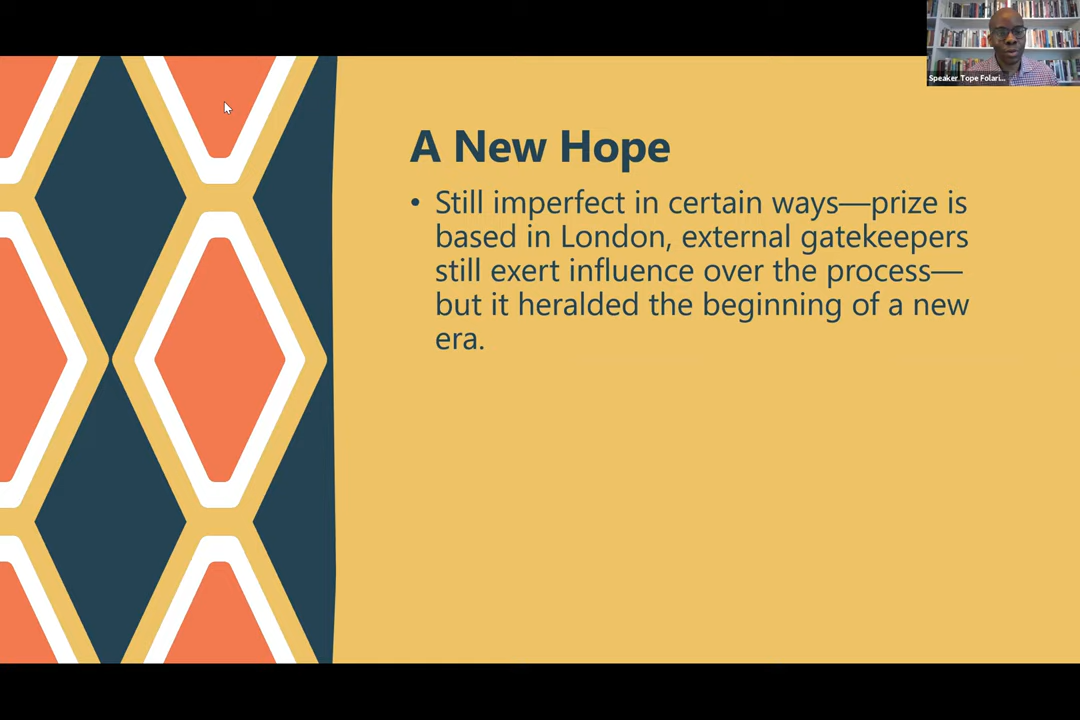 Speaker Tope Folari...
A New Hope
• Still imperfect in certain ways—prize is
based in London, external gatekeepers
still exert influence over the process—
but it heralded the beginning of a new
era.